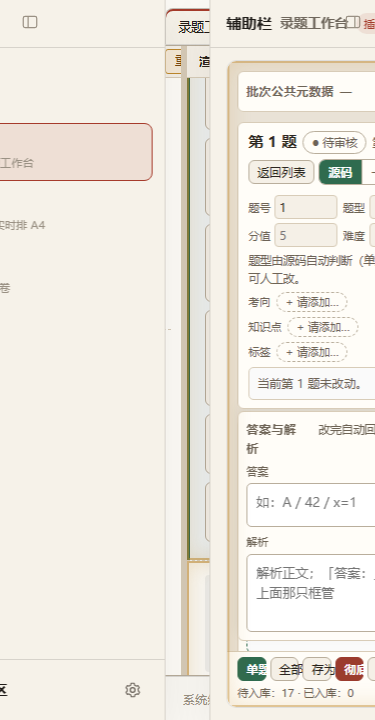 工作台
实时排 A4
卷
区
录题工
重
渲
系统
辅助栏 录题工作台
批次公共元数据 —
第 1 题 ● 待审核
返回列表 源码
题号 1 题型
分值 5 难度
题型由源码自动判断（单
可人工改。
考向 + 请添加...
知识点 + 请添加...
标签 + 请添加...
当前第 1 题未改动。
答案与解析 改完自动回
答案
如：A / 42 / x=1
解析
解析正文；「答案：
上面那只框管
单题 全部 存为 彻底
待入库：17 · 已入库：0